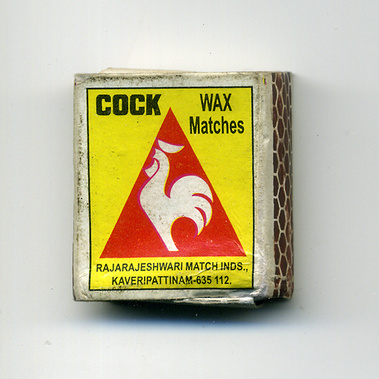 COCK
WAX
Matches
RAJARAJESHWARI MATCH INDS.,
KAVERIPATTINAM-635 112.